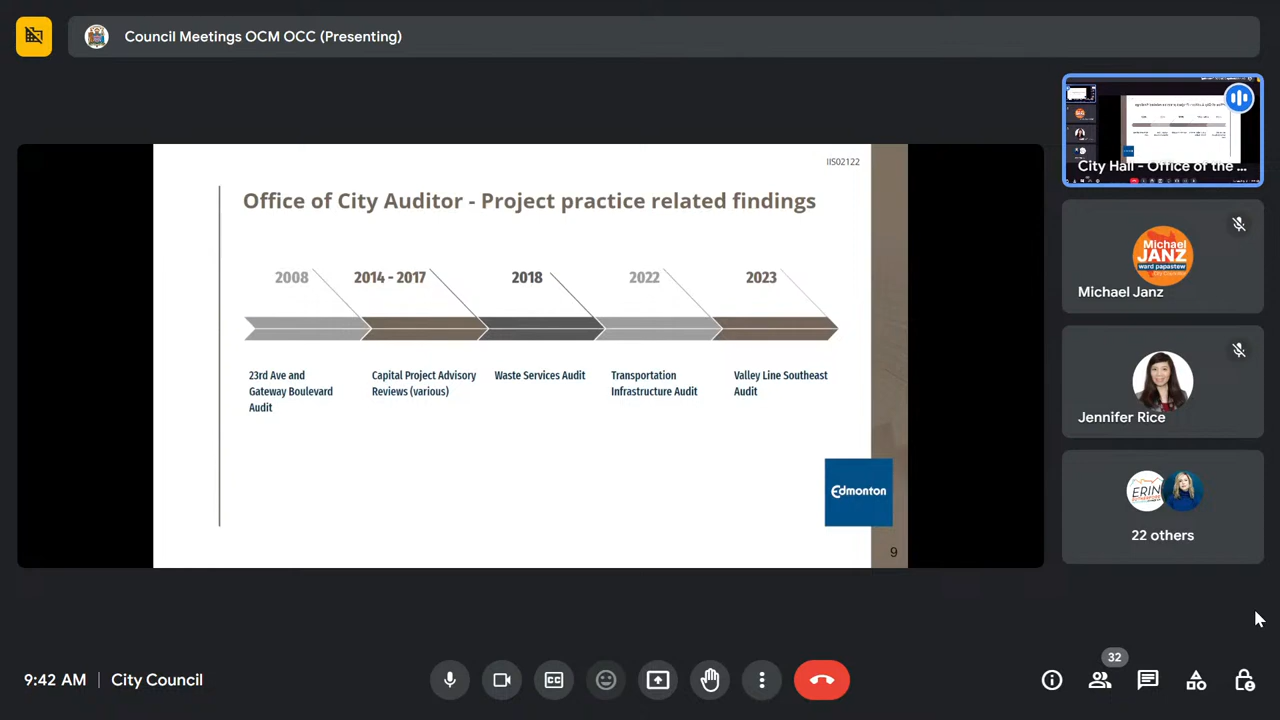 Council Meetings OCM OCC (Presenting)
IIS02122
Office of City Auditor - Project practice related findings
2008
2014 - 2017
2018
2022
2023
23rd Ave and
Gateway Boulevard
Audit
Capital Project Advisory
Reviews (various)
Waste Services Audit
Transportation
Infrastructure Audit
Valley Line Southeast
Audit
Edmonton
9
City Hall - Office of the ...
Michael
JANZ
ward papastew
Michael Janz
Jennifer Rice
ERIN
22 others
9:42 AM
City Council
32